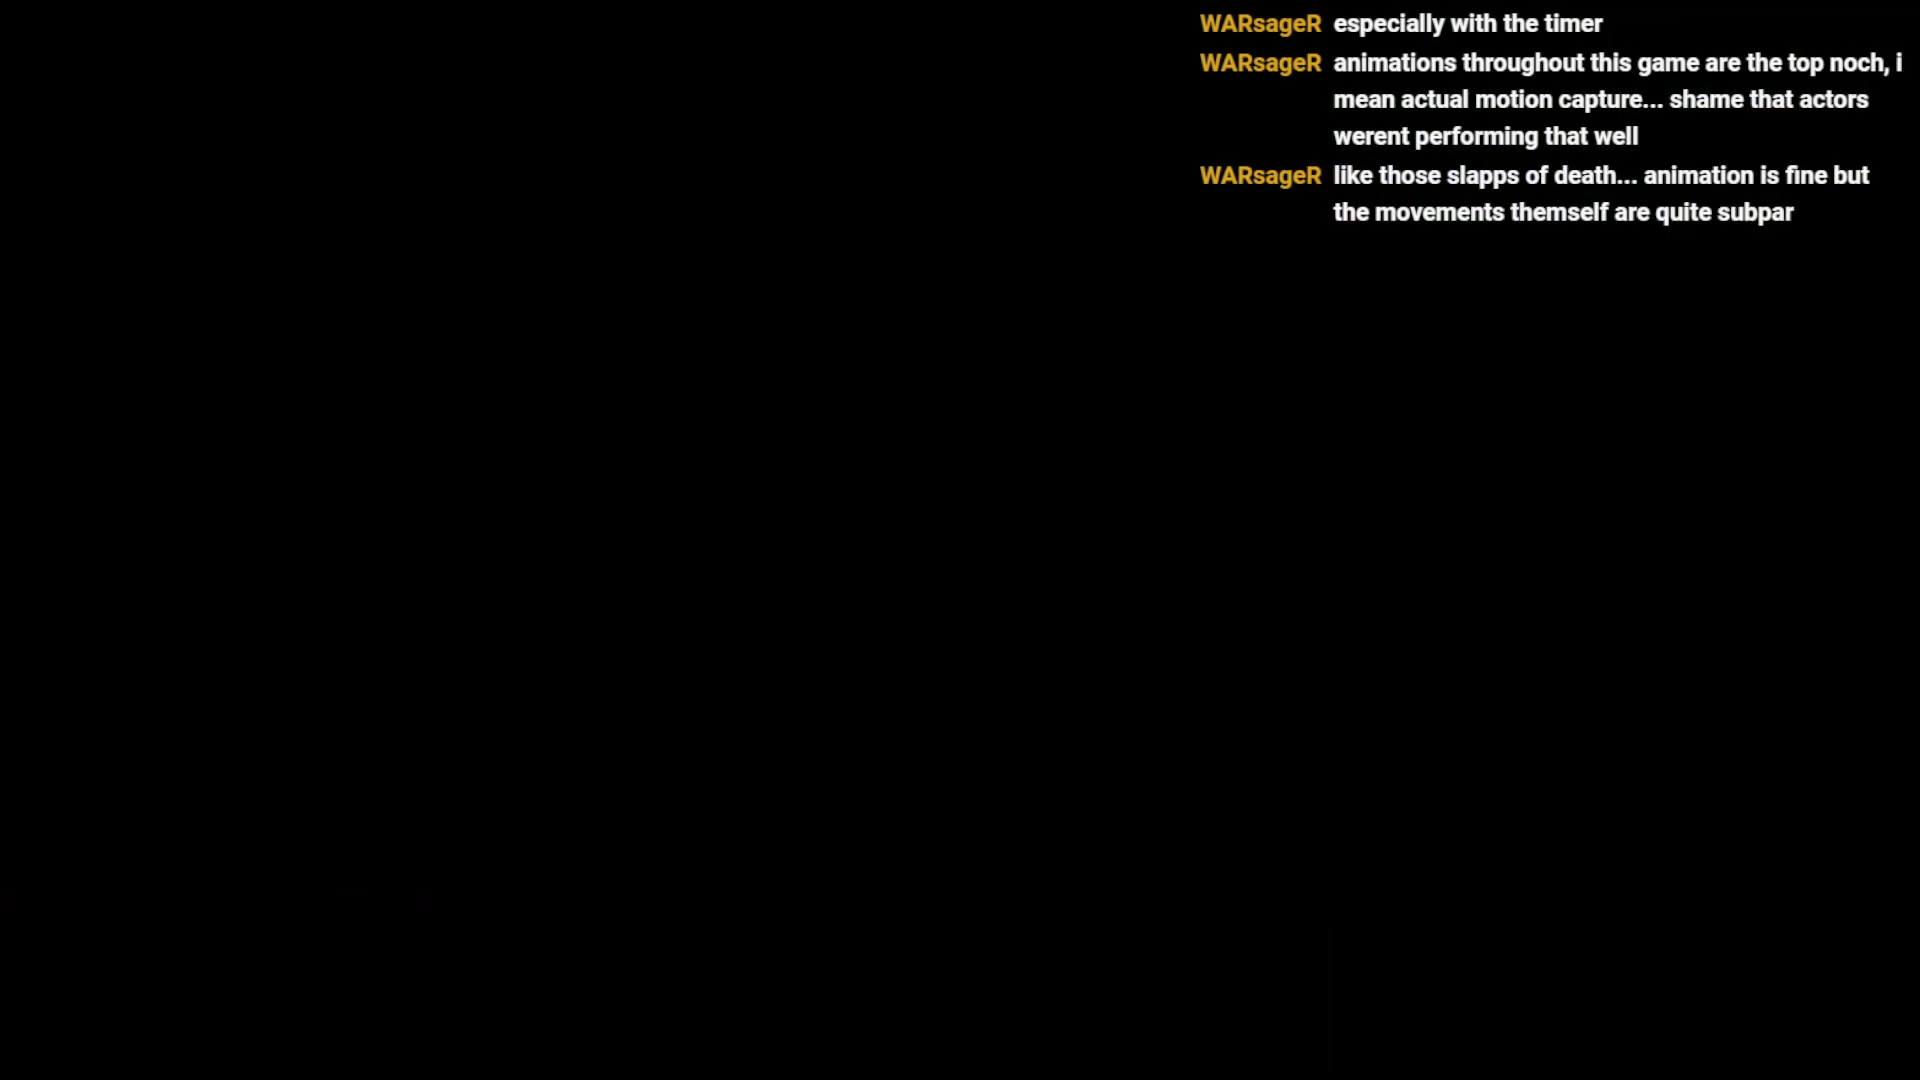 WARsageR especially with the timer
WARsageR animations throughout this game are the top noch, i
mean actual motion capture... shame that actors
werent performing that well
WARsageR like those slapps of death... animation is fine but
the movements themself are quite subpar